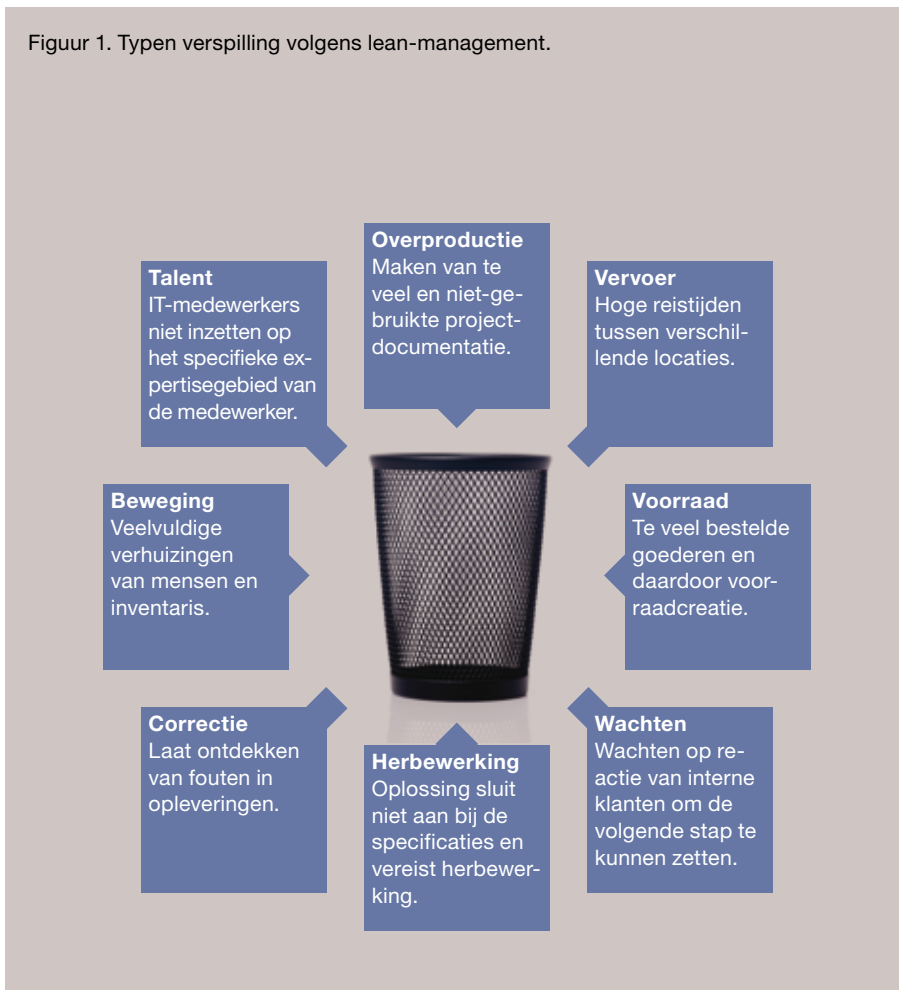 Figuur 1. Typen verspilling volgens lean-management.
Overproductie
Maken van te
veel en niet-ge-
bruikte project-
documentatie.
Talent
IT-medewerkers
niet inzetten op
het specifieke ex-
pertisegebied van
de medewerker.
Vervoer
Hoge reistijden
tussen verschil-
lende locaties.
Beweging
Veelvuldige
verhuizingen
van mensen en
inventaris.
Voorraad
Te veel bestelde
goederen en
daardoor voor-
raadcreatie.
Correctie
Laat ontdekken
van fouten in
opleveringen.
Herbewerking
Oplossing sluit
niet aan bij de
specificaties en
vereist herbewer-
king.
Wachten
Wachten op re-
actie van interne
klanten om de
volgende stap te
kunnen zetten.